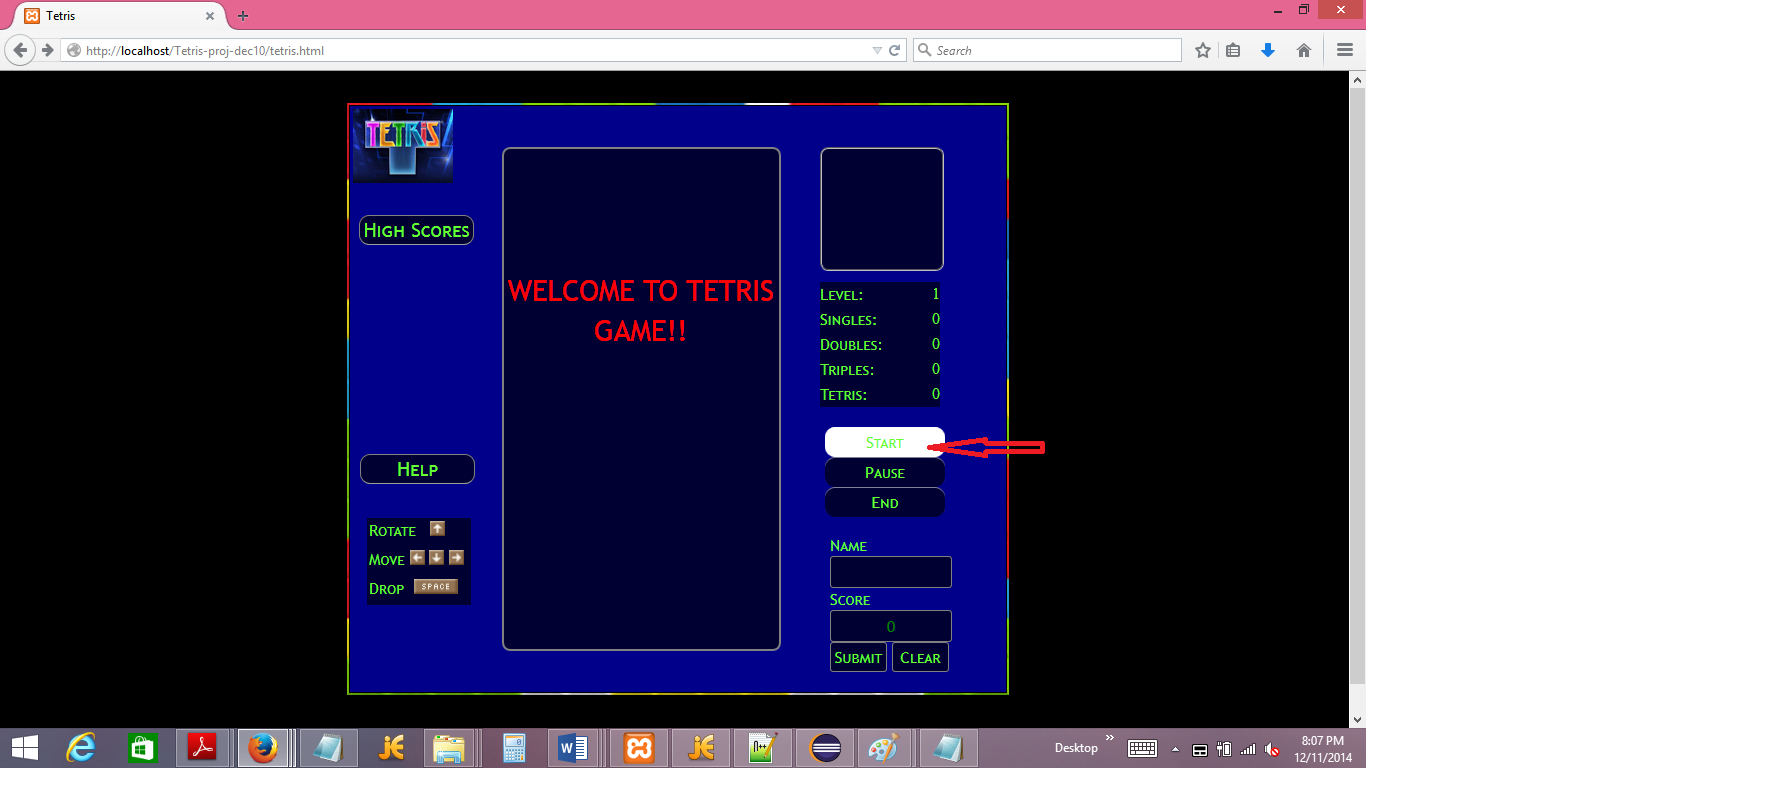 Tetris
http://localhost/Tetris-proj-dec10/tetris.html
Search
TETRIS
HIGH SCORES
WELCOME TO TETRIS
GAME!!
LEVEL: 1
SINGLES: 0
DOUBLES: 0
TRIPLES: 0
TETRIS: 0
START
PAUSE
END
HELP
ROTATE
MOVE
DROP SPACE
NAME
SCORE
0
SUBMIT CLEAR
Desktop
8:07 PM
12/11/2014